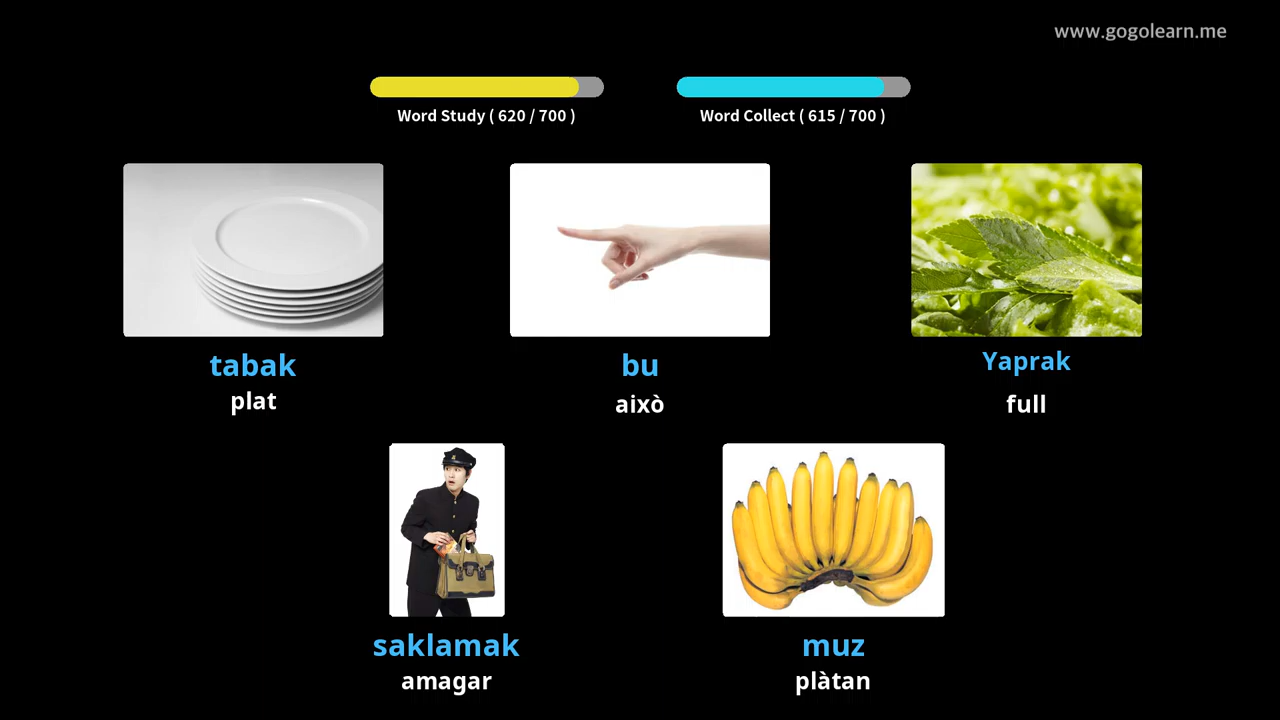 www.gogolearn.me
Word Study ( 620 / 700 )
Word Collect ( 615 / 700 )
tabak
plat
bu
això
Yaprak
full
saklamak
amagar
muz
plàtan